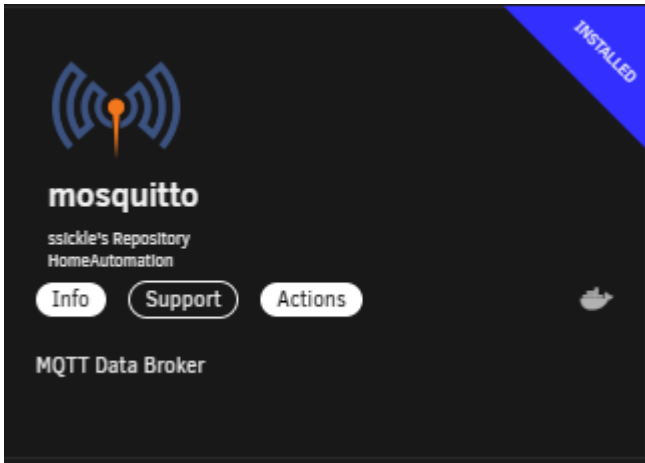 INSTALLED
mosquitto
ssickle's Repository
HomeAutomation
Info Support Actions
MQTT Data Broker